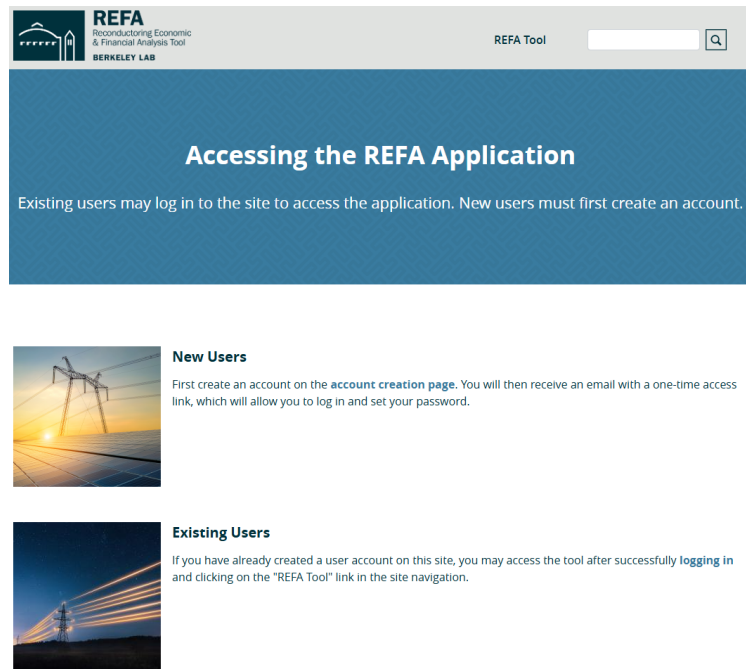 REFA
Reconductoring Economic
& Financial Analysis Tool
BERKELEY LAB
REFA Tool
Accessing the REFA Application
Existing users may log in to the site to access the application. New users must first create an account.
New Users
First create an account on the account creation page. You will then receive an email with a one-time access
link, which will allow you to log in and set your password.
Existing Users
If you have already created a user account on this site, you may access the tool after successfully logging in
and clicking on the "REFA Tool" link in the site navigation.